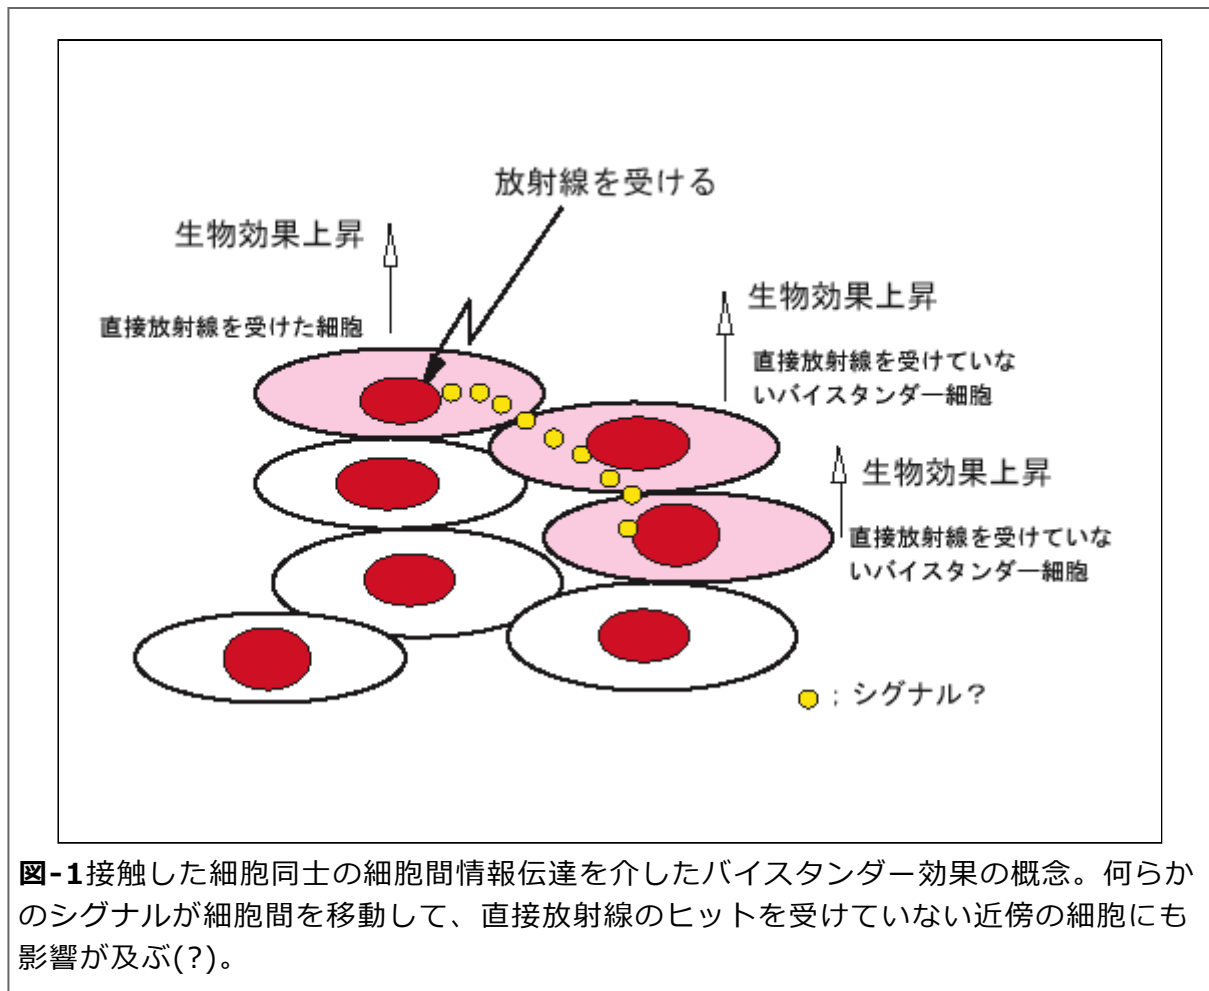 放射線を受ける
生物効果上昇
直接放射線を受けた細胞
生物効果上昇
直接放射線を受けていな
いバイスタンダー細胞
生物効果上昇
直接放射線を受けていな
いバイスタンダー細胞
；シグナル？
図-1接触した細胞同士の細胞間情報伝達を介したバイスタンダー効果の概念。何らか
のシグナルが細胞間を移動して、直接放射線のヒットを受けていない近傍の細胞にも
影響が及ぶ(?)。